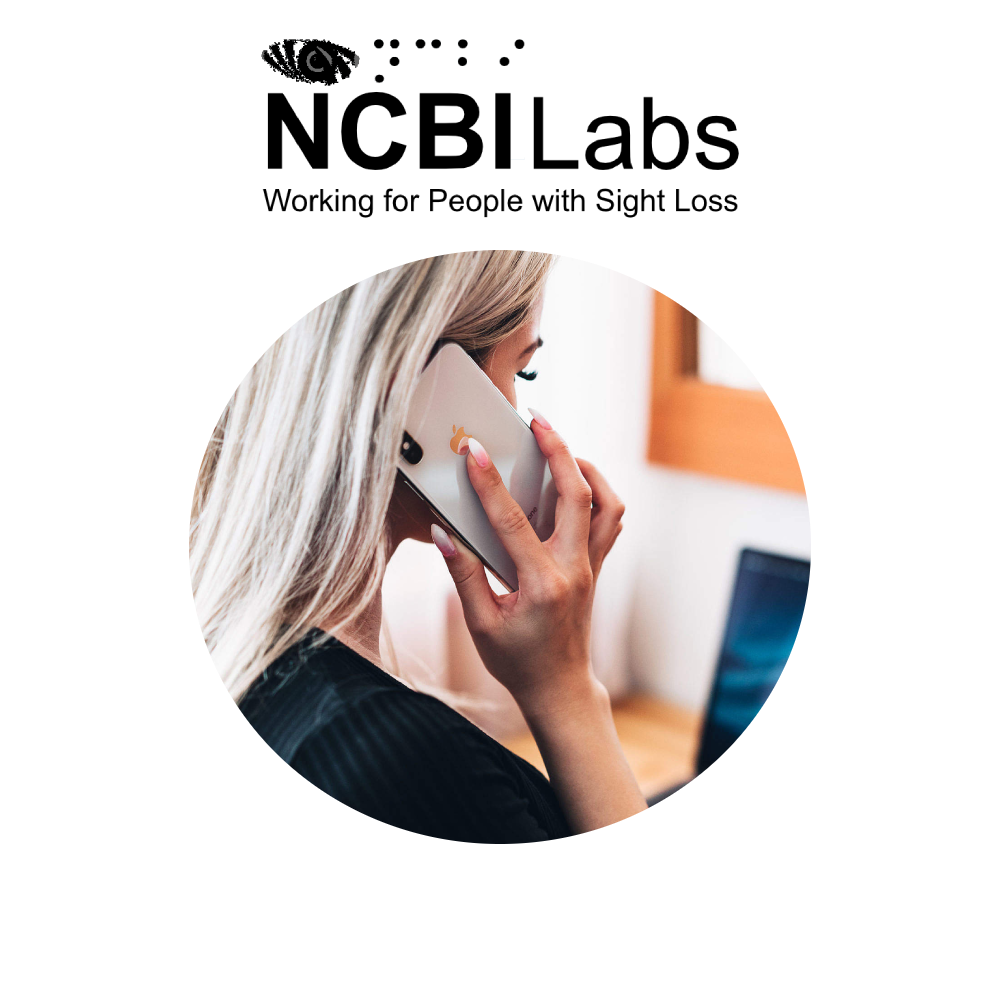 ⠝⠉⠃⠊
NCBI Labs
Working for People with Sight Loss